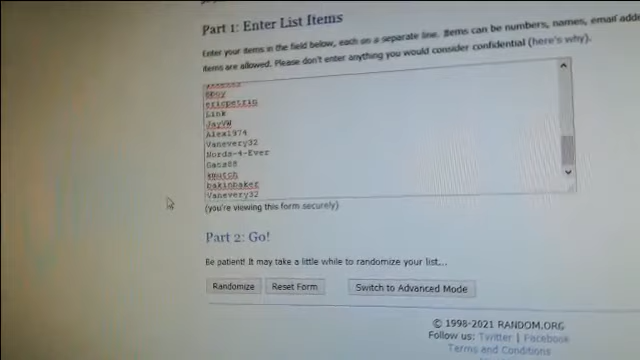 Part 1: Enter List Items
Enter your items in the field below, each on a separate line. Items can be numbers, names, email
items are allowed. Please don't enter anything you would consider confidential (here's why).
ericpetrin
Link
JayVW
Alex1974
Vanevery32
Nords-4-Ever
bakinbaker
Vanevery32
(you're viewing this form securely)
Part 2: Go!
Be patient! It may take a little while to randomize your list...
Randomize Reset Form Switch to Advanced Mode
© 1998-2021 RANDOM.ORG
Follow us: Twitter | Facebook
Terms and Conditions